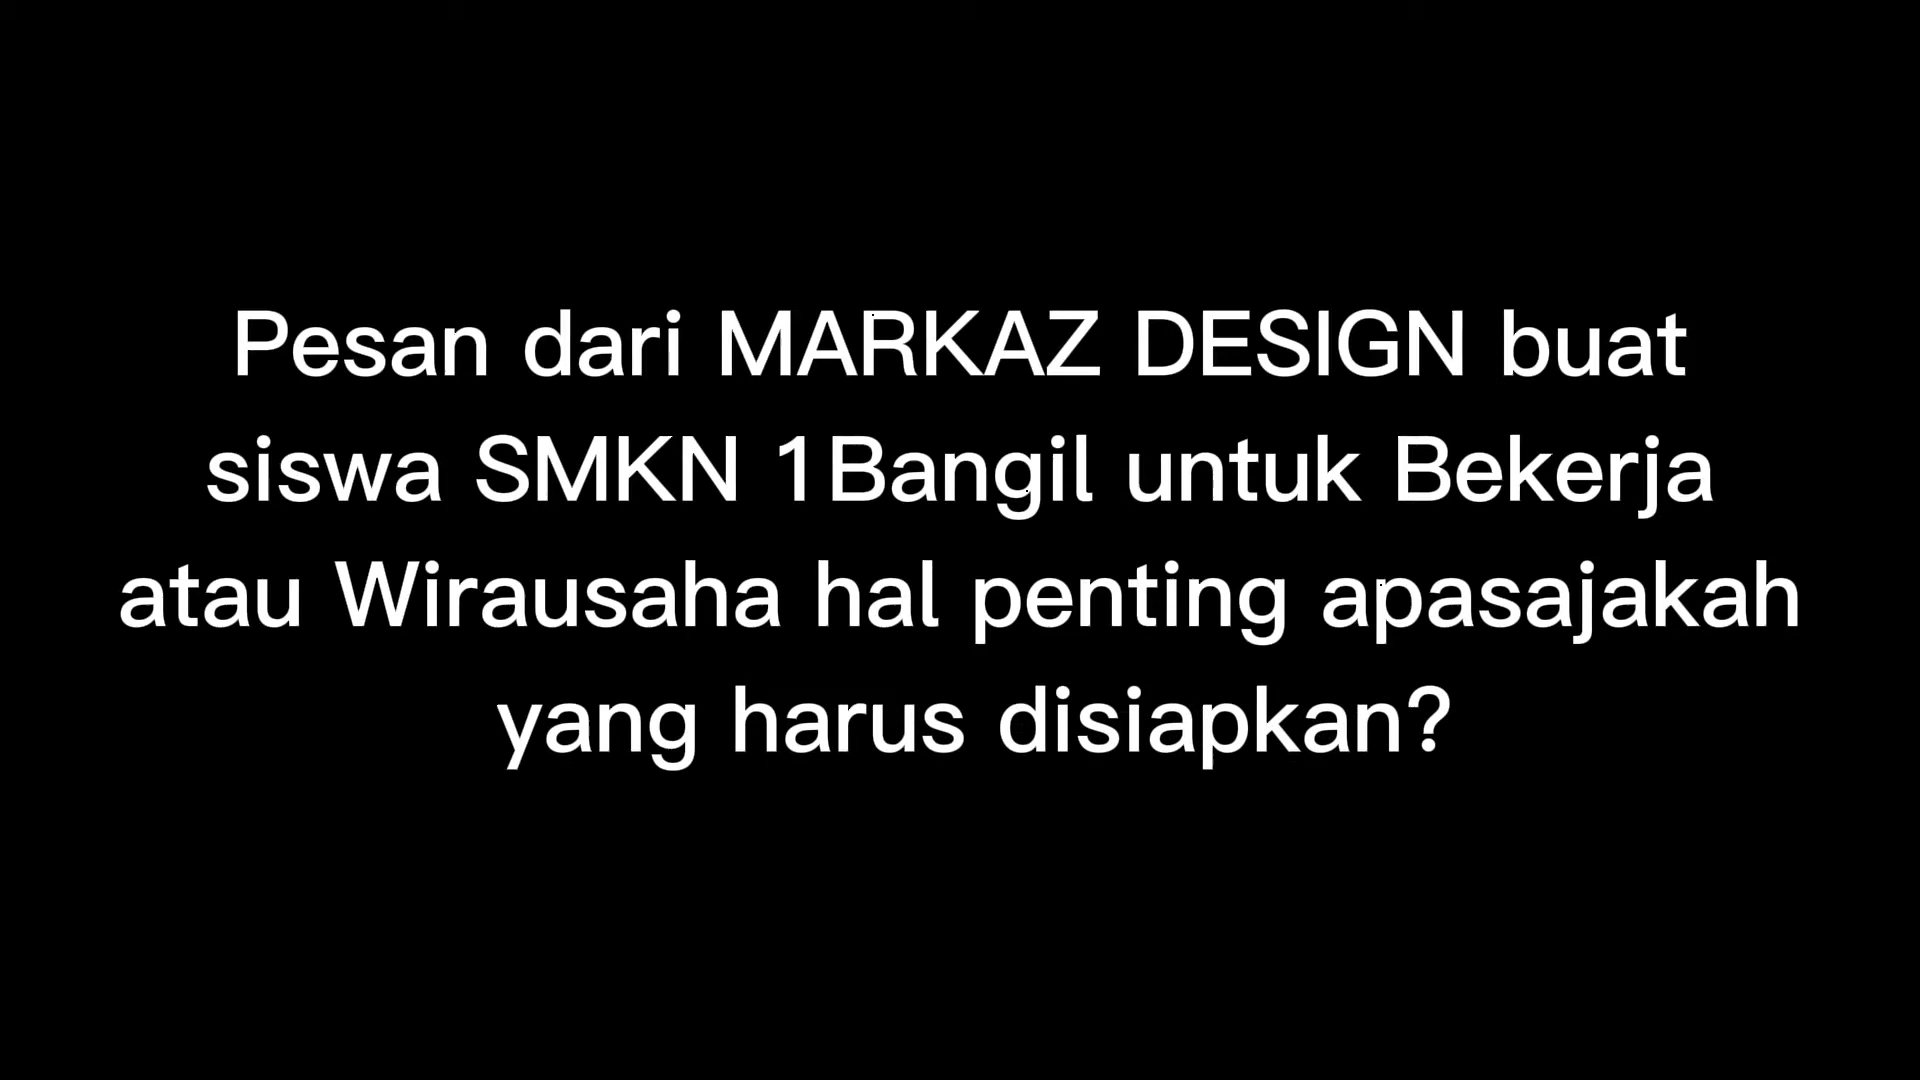 Pesan dari MARKAZ DESIGN buat
siswa SMKN 1Bangil untuk Bekerja
atau Wirausaha hal penting apasajakah
yang harus disiapkan?